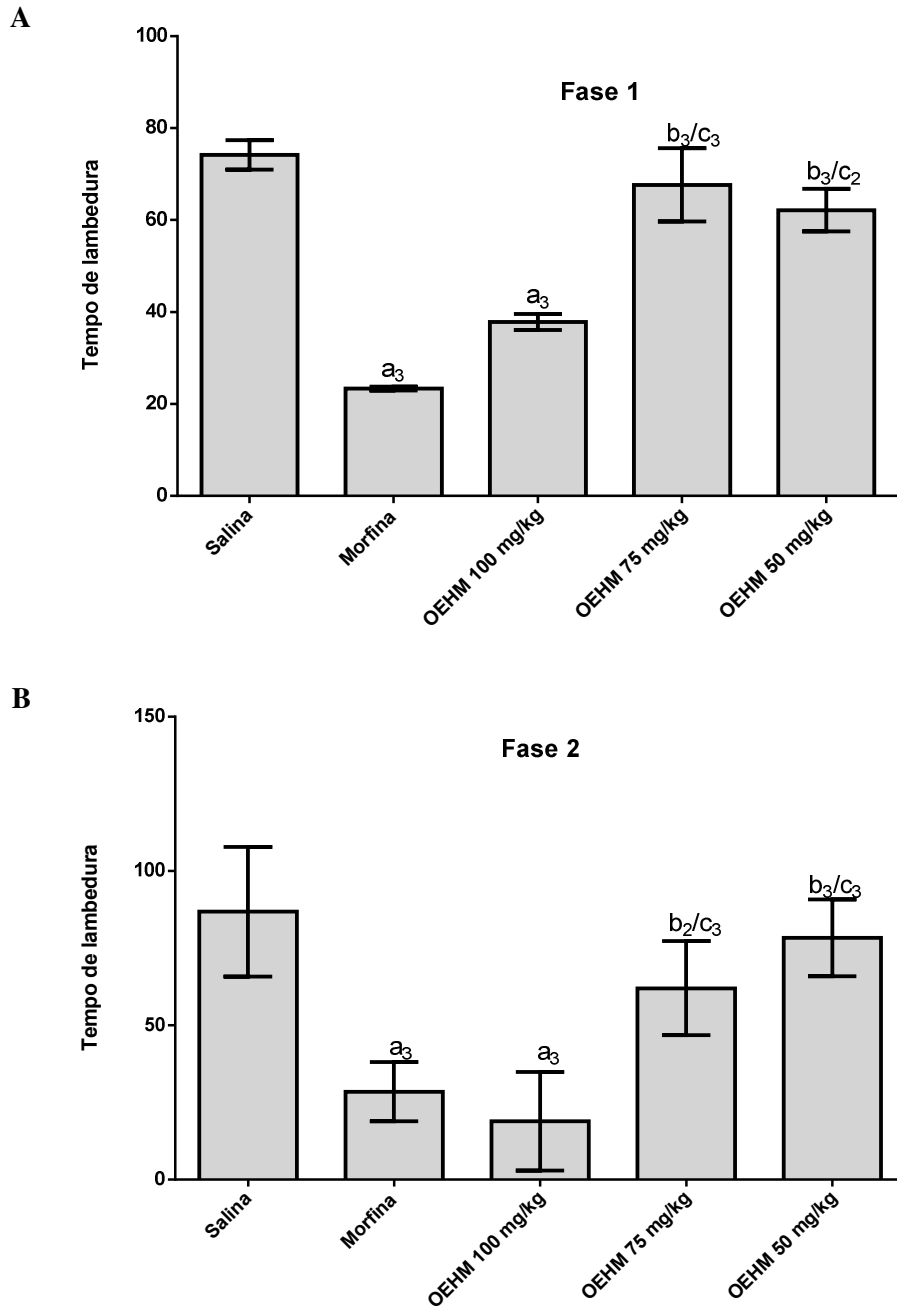 A
100
Fase 1
80
b₃/c₃
b₃/c₂
60
Tempo de lambedura
40
a₃
a₃
20
0
Salina
Morfina
OEHM 100 mg/kg
OEHM 75 mg/kg
OEHM 50 mg/kg
B
150
Fase 2
100
b₃/c₃
b₂/c₃
Tempo de lambedura
50
a₃
a₃
0
Salina
Morfina
OEHM 100 mg/kg
OEHM 75 mg/kg
OEHM 50 mg/kg